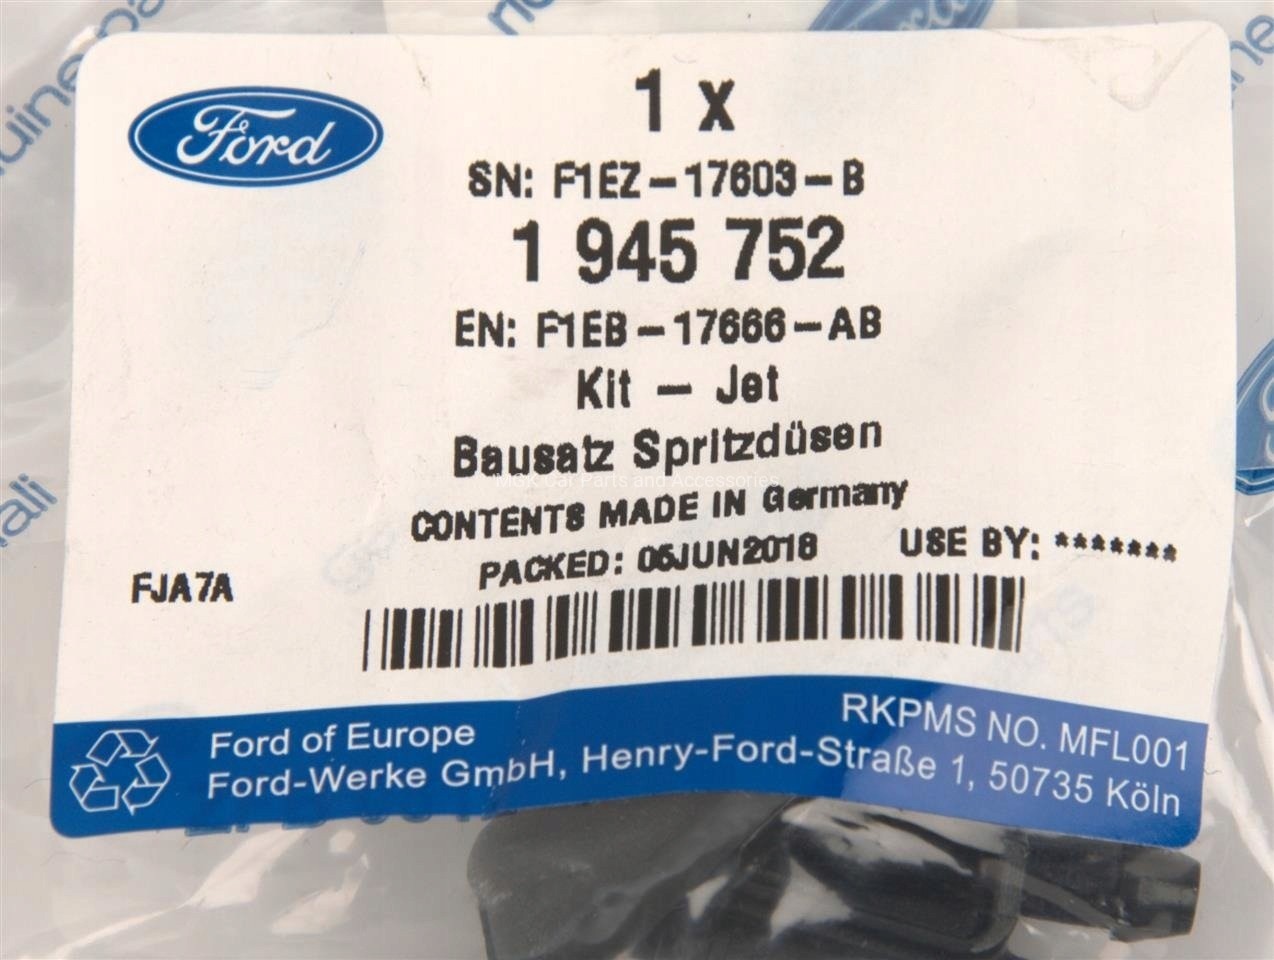 Ford
1 x
SN: F1EZ-17603-B
1 945 752
EN: F1EB-17666-AB
Kit - Jet
Bausatz Spritzdüsen
MGK Car Parts and Accessories
CONTENTS MADE IN Germany
PACKED: 05JUN2018 USE BY: *******
FJA7A
RKPMS NO. MFL001
Ford of Europe
Ford-Werke GmbH, Henry-Ford-Straße 1, 50735 Köln